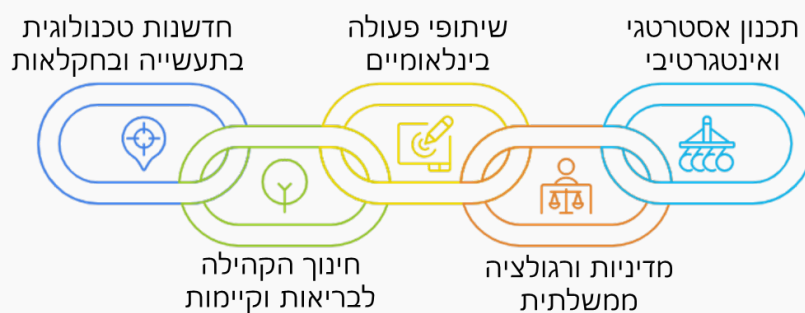 תכנון אסטרטגי
ואינטגרטיבי
מדיניות ורגולציה
ממשלתית
שיתופי פעולה
בינלאומיים
חינוך הקהילה
לבריאות וקיימות
חדשנות טכנולוגית
בתעשייה ובחקלאות